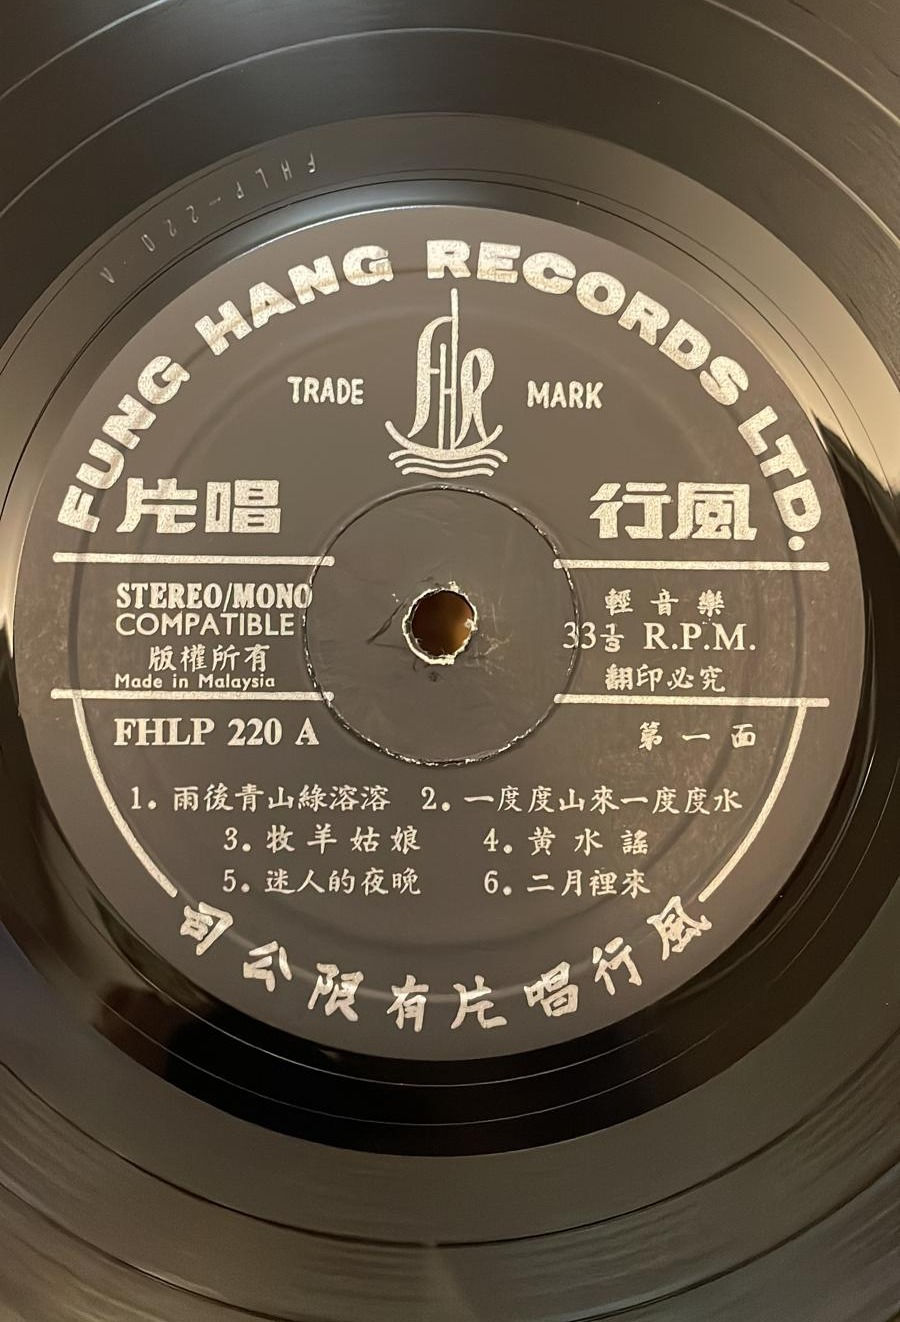 FHLP-220 A
FUNG HANG RECORDS LTD.
TRADE MARK
FHR
風行唱片
STEREO/MONO
COMPATIBLE
版權所有
Made in Malaysia
輕音樂
33⅓ R.P.M.
翻印必究
FHLP 220 A
第一面
1. 雨後青山綠溶溶 2. 一度度山來一度度水
3. 牧羊姑娘 4. 黄水謠
5. 迷人的夜晚 6. 二月裡來
風行唱片有限公司